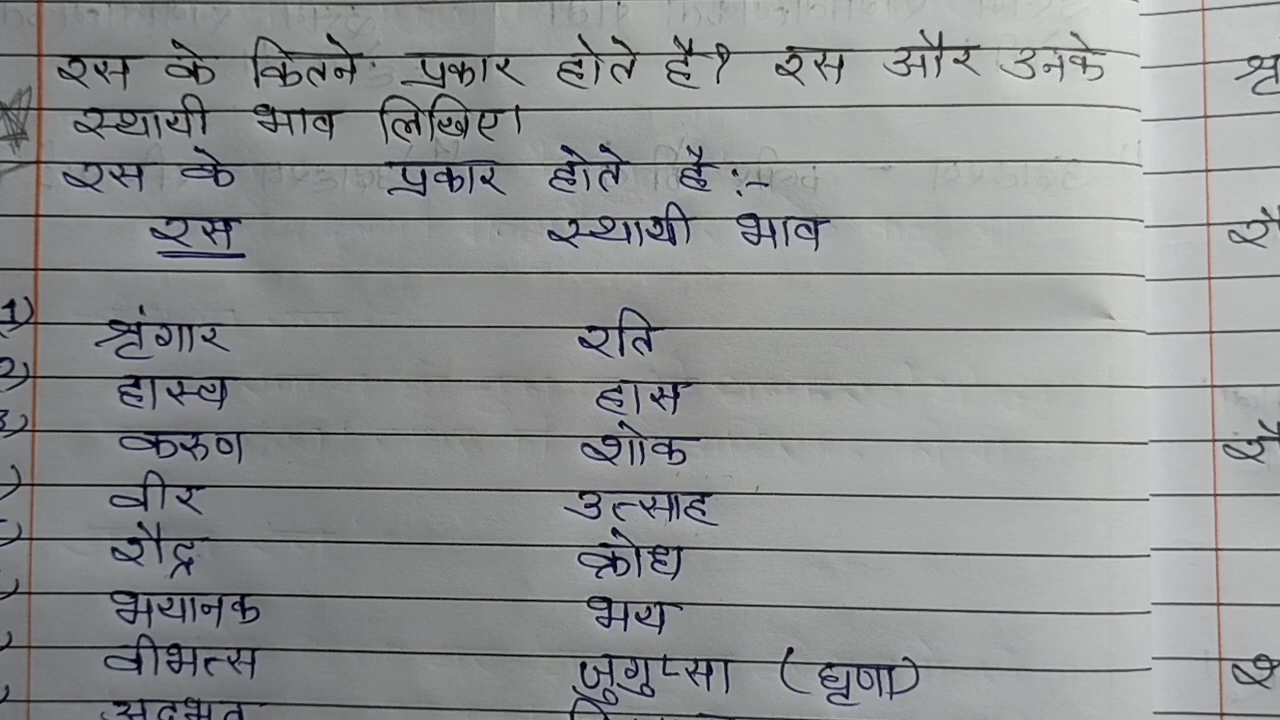 रस के कितने प्रकार होते है? रस और उनके
स्थायी भाव लिखिए।
रस के प्रकार होते है :-
रस स्थायी भाव
1) श्रृंगार रति
2) हास्य हास
3) करुण शोक
वीर उत्साह
रौद्र क्रोध
भयानक भय
वीभत्स जुगुप्सा (घृणा)
अदभुत